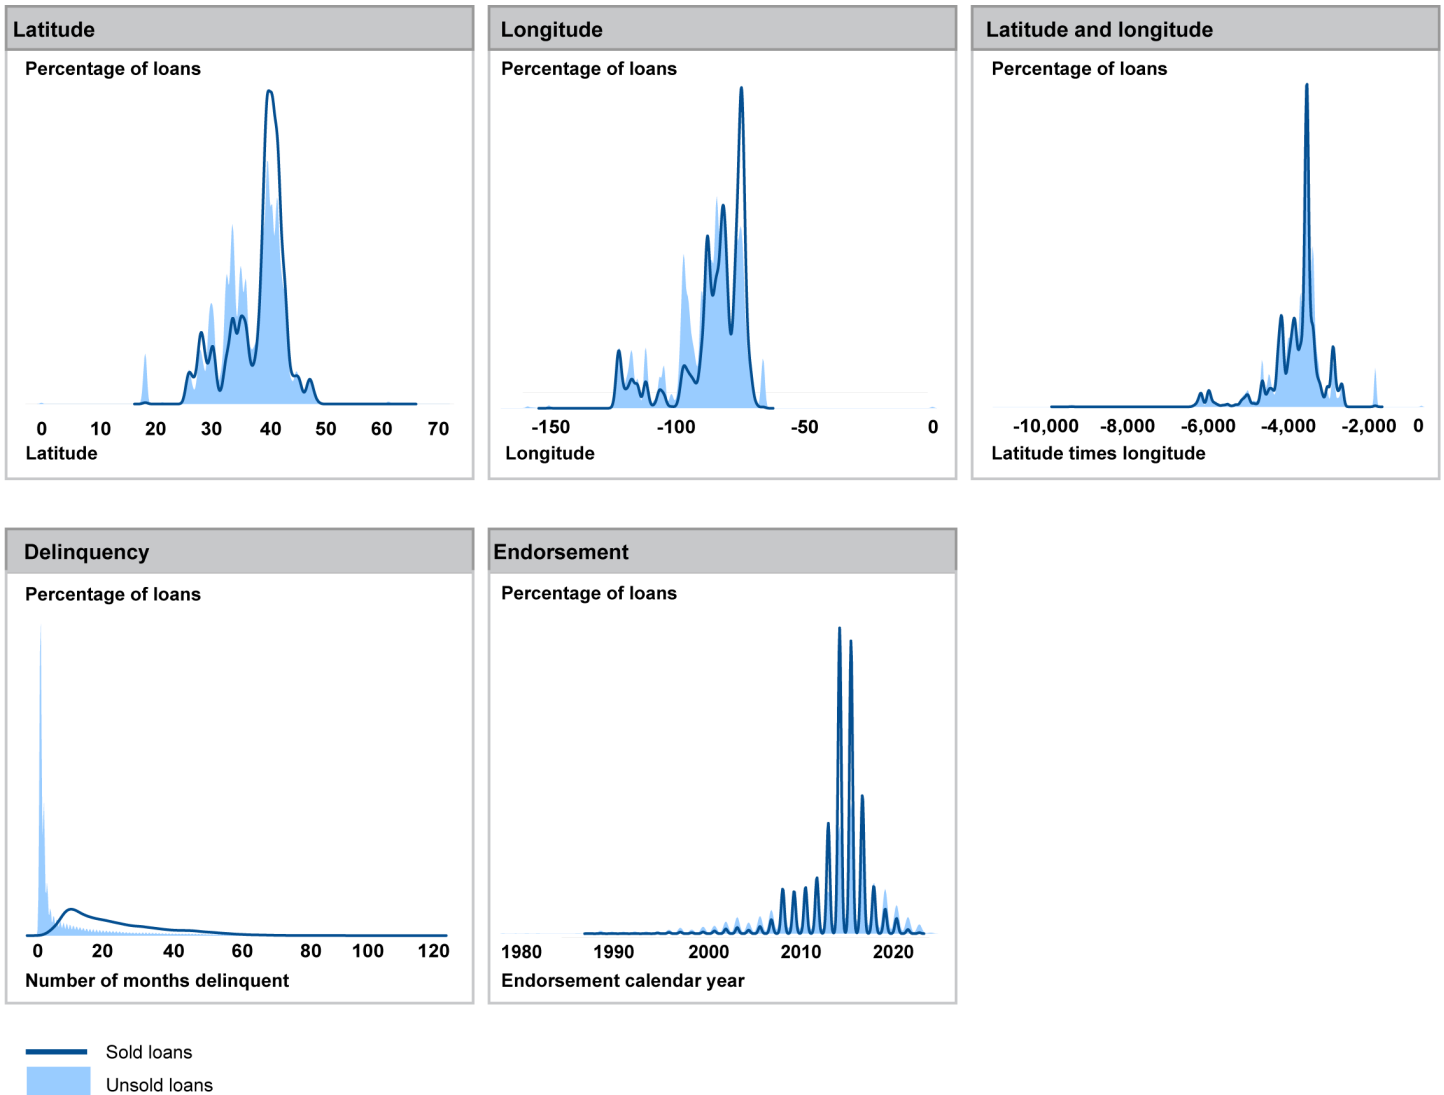 Latitude
Percentage of loans
0 10 20 30 40 50 60 70
Latitude
Longitude
Percentage of loans
-150 -100 -50 0
Longitude
Latitude and longitude
Percentage of loans
-10,000 -8,000 -6,000 -4,000 -2,000 0
Latitude times longitude
Delinquency
Percentage of loans
0 20 40 60 80 100 120
Number of months delinquent
Endorsement
Percentage of loans
1980 1990 2000 2010 2020
Endorsement calendar year
Sold loans
Unsold loans